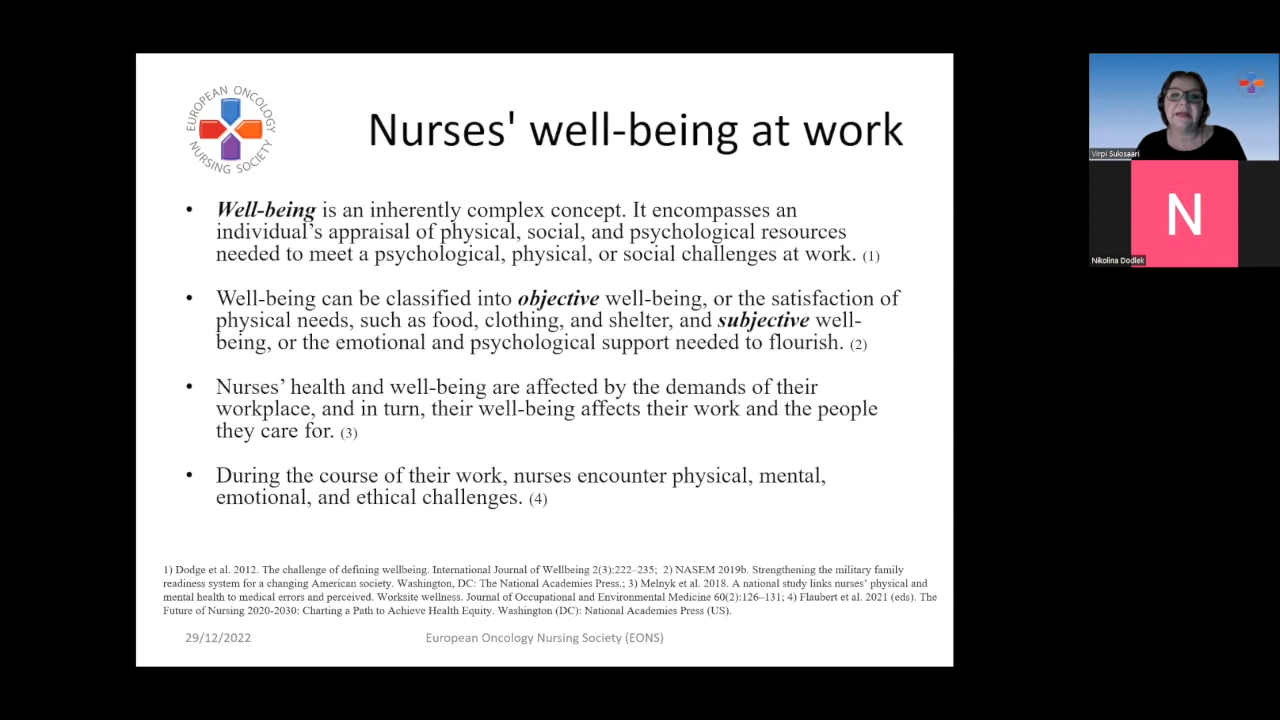 EUROPEAN ONCOLOGY
NURSING SOCIETY
Nurses' well-being at work
• Well-being is an inherently complex concept. It encompasses an
individual’s appraisal of physical, social, and psychological resources
needed to meet a psychological, physical, or social challenges at work. (1)
• Well-being can be classified into objective well-being, or the satisfaction of
physical needs, such as food, clothing, and shelter, and subjective well-
being, or the emotional and psychological support needed to flourish. (2)
• Nurses’ health and well-being are affected by the demands of their
workplace, and in turn, their well-being affects their work and the people
they care for. (3)
• During the course of their work, nurses encounter physical, mental,
emotional, and ethical challenges. (4)
1) Dodge et al. 2012. The challenge of defining wellbeing. International Journal of Wellbeing 2(3):222–235; 2) NASEM 2019b. Strengthening the military family
readiness system for a changing American society. Washington, DC: The National Academies Press.; 3) Melnyk et al. 2018. A national study links nurses’ physical and
mental health to medical errors and perceived. Worksite wellness. Journal of Occupational and Environmental Medicine 60(2):126–131; 4) Flaubert et al. 2021 (eds). The
Future of Nursing 2020-2030: Charting a Path to Achieve Health Equity. Washington (DC): National Academies Press (US).
29/12/2022
European Oncology Nursing Society (EONS)
Virpi Sulosaari
N
Nikolina Dodlek